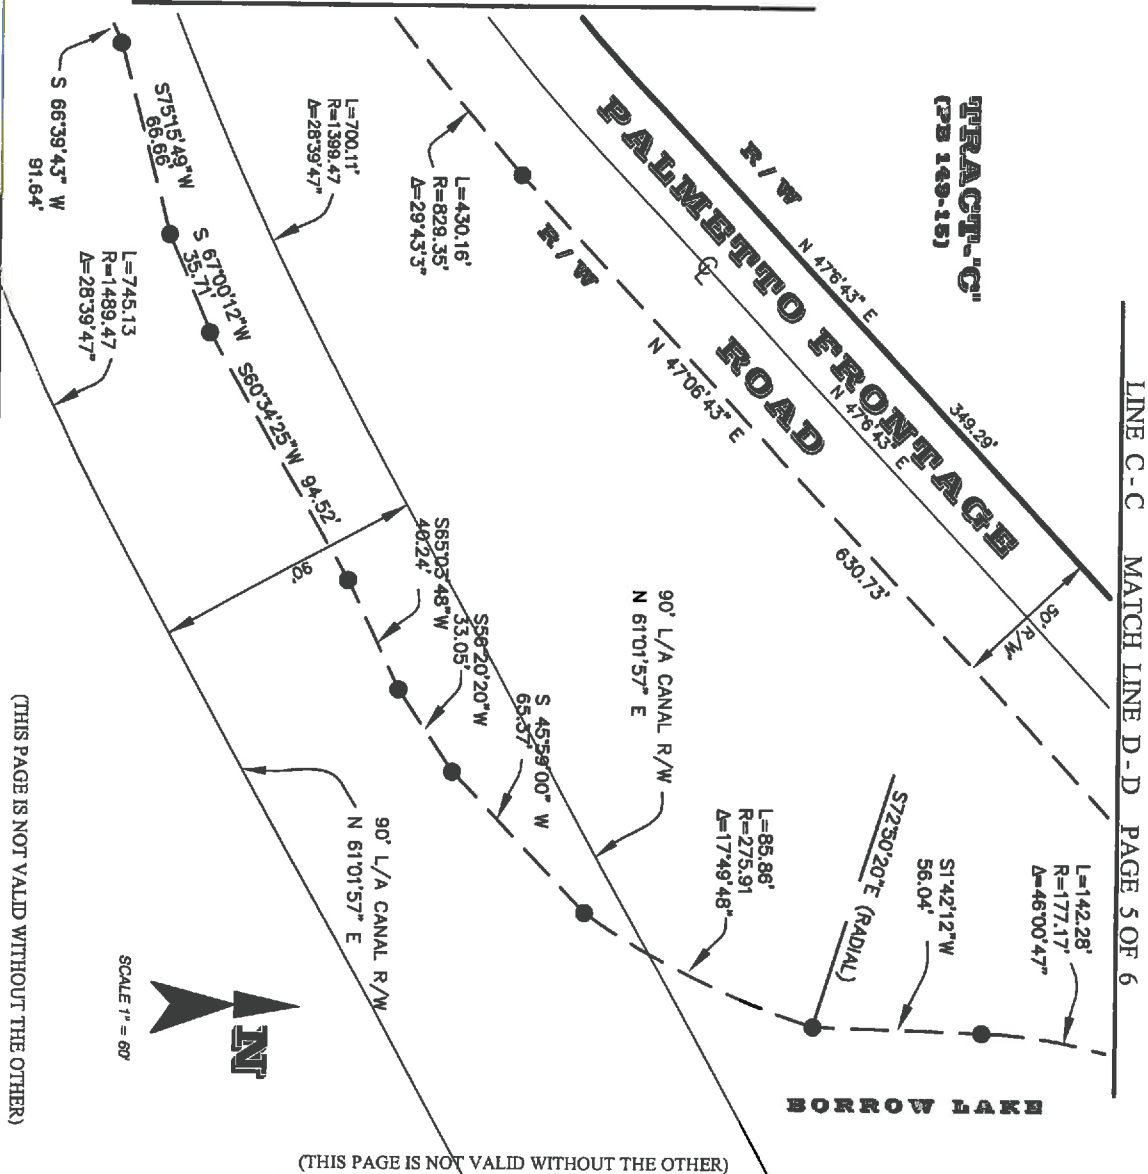 LINE C - C MATCH LINE D - D PAGE 5 OF 6
TRACT-"C"
(PB 149-15)
R / W
N 47°6'43" E
349.29'
PALMETTO FRONTAGE
ROAD
N 47°6'43" E
50' R/W
R / W
N 47°06'43" E
630.73'
L=430.16'
R=829.35'
Δ=29°43'3"
L=700.11'
R=1399.47
Δ=28°39'47"
S75°15'49"W
66.66'
S 66°39'43" W
91.64'
S 67°00'12"W
35.71'
L=745.13
R=1489.47
Δ=28°39'47"
S60°34'25"W 94.52'
90'
S65°03'48"W
40.24'
S56°20'20"W
33.05'
S 45°59'00" W
65.37'
90' L/A CANAL R/W
N 61°01'57" E
90' L/A CANAL R/W
N 61°01'57" E
L=85.86'
R=275.91
Δ=17°49'48"
S72°50'20"E (RADIAL)
S1°42'12"W
56.04'
L=142.28'
R=177.17'
Δ=46°00'47"
BORROW LAKE
N
SCALE 1" = 60'
(THIS PAGE IS NOT VALID WITHOUT THE OTHER)
(THIS PAGE IS NOT VALID WITHOUT THE OTHER)